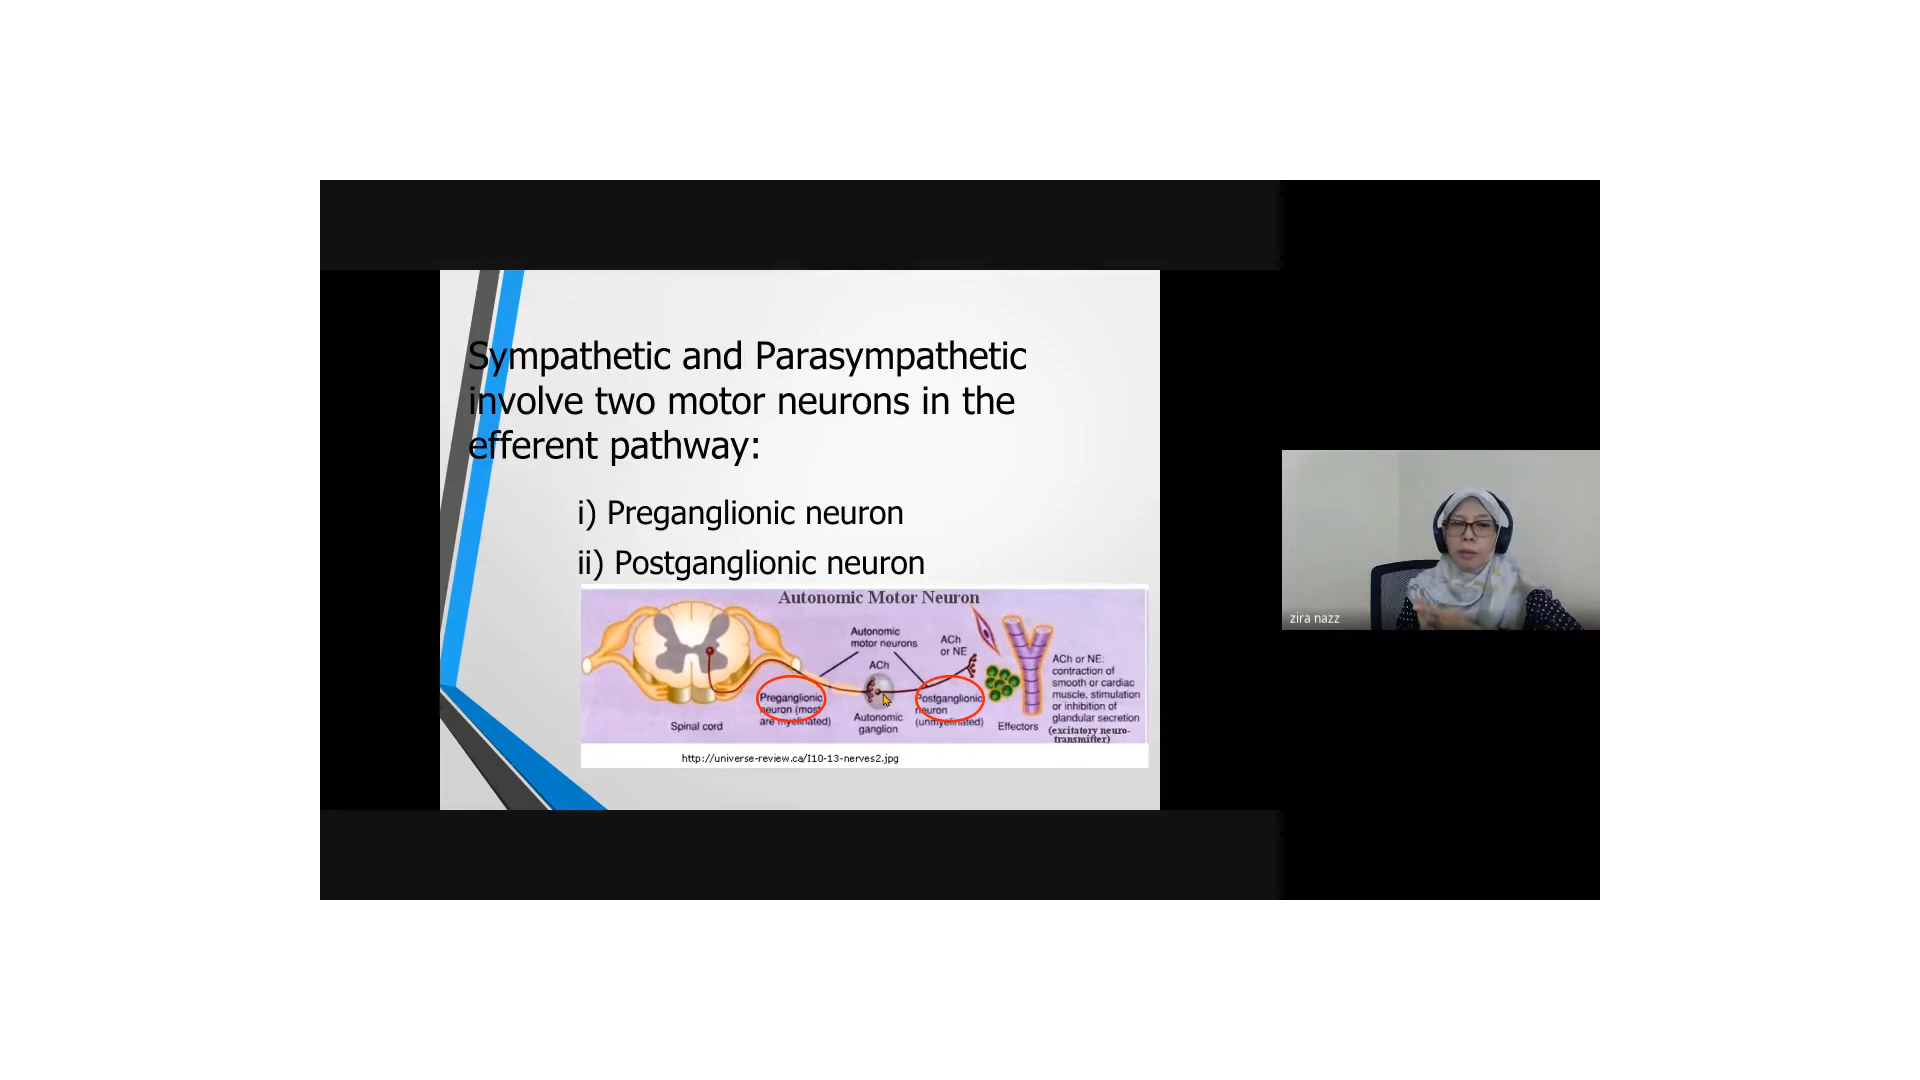 Sympathetic and Parasympathetic
involve two motor neurons in the
efferent pathway:
i) Preganglionic neuron
ii) Postganglionic neuron
Autonomic Motor Neuron
Autonomic
motor neurons
ACh
or NE
ACh
Preganglionic
neuron (most
are myelinated)
Postganglionic
neuron
(unmyelinated)
Autonomic
ganglion
Spinal cord
Effectors
ACh or NE:
contraction of
smooth or cardiac
muscle, stimulation
or inhibition of
glandular secretion
(excitatory neuro-
transmitter)
http://universe-review.ca/I10-13-nerves2.jpg
zira nazz